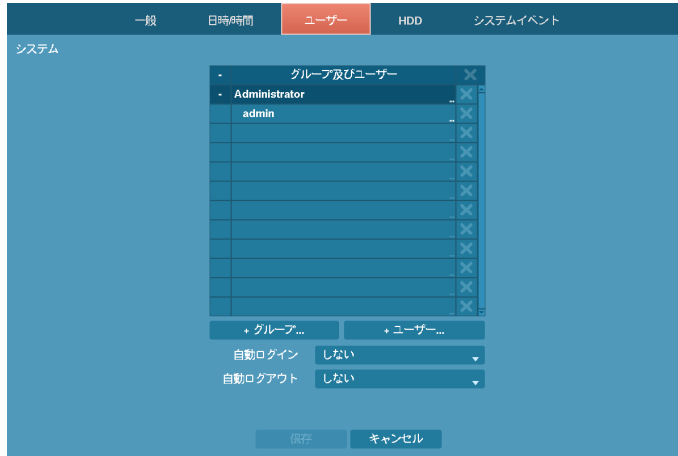 一般 日時/時間 ユーザー HDD システムイベント
システム
- グループ及びユーザー
- Administrator ...
admin ...
+ グループ... + ユーザー...
自動ログイン しない
自動ログアウト しない
保存 キャンセル